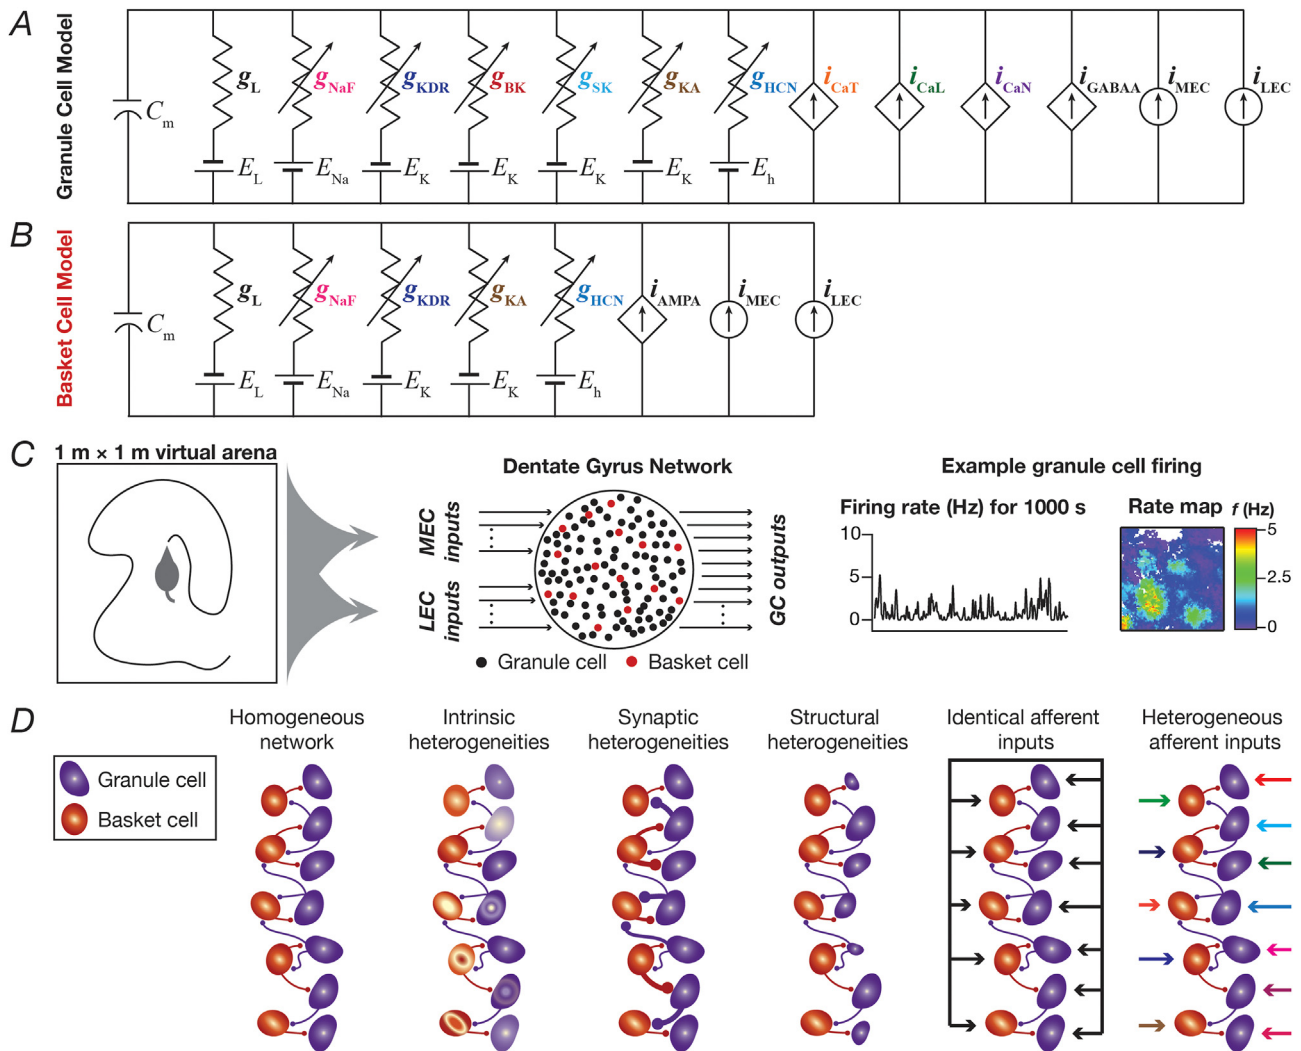 A
Granule Cell Model
Cm
gL
gNaF
gKDR
gBK
gSK
gKA
gHCN
iCaT
iCaL
iCaN
iGABAA
iMEC
iLEC
EL
ENa
EK
EK
EK
EK
Eh
B
Basket Cell Model
Cm
gL
gNaF
gKDR
gKA
gHCN
iAMPA
iMEC
iLEC
EL
ENa
EK
EK
Eh
C
1 m × 1 m virtual arena
MEC
inputs
LEC
inputs
Dentate Gyrus Network
GC outputs
Granule cell
Basket cell
Example granule cell firing
Firing rate (Hz) for 1000 s
10
5
0
Rate map
f (Hz)
5
2.5
0
D
Granule cell
Basket cell
Homogeneous
network
Intrinsic
heterogeneities
Synaptic
heterogeneities
Structural
heterogeneities
Identical afferent
inputs
Heterogeneous
afferent inputs